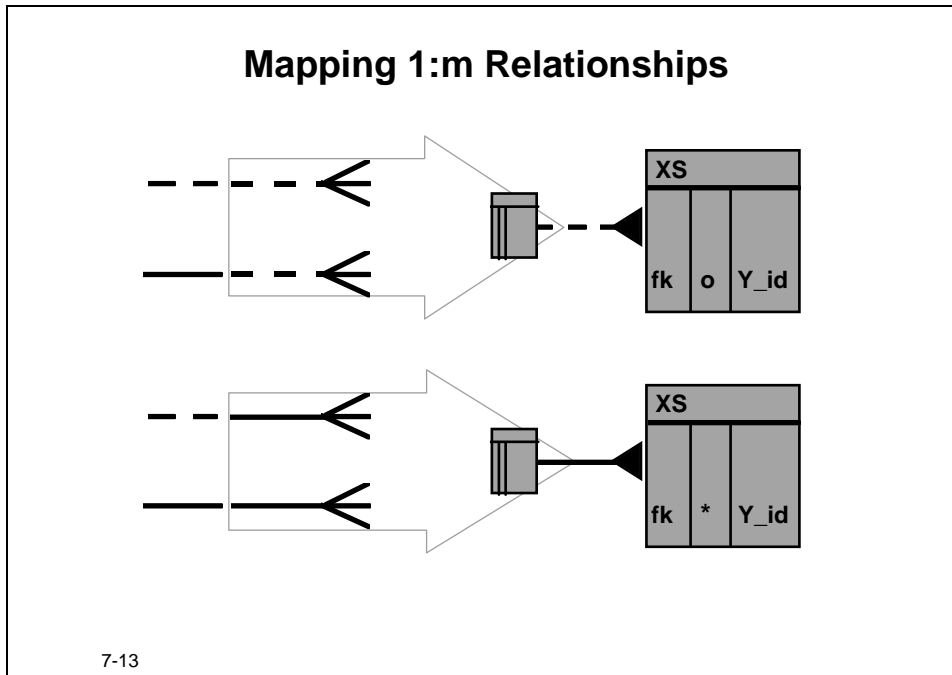 Mapping 1:m Relationships
XS
fk o Y_id
XS
fk * Y_id
7-13